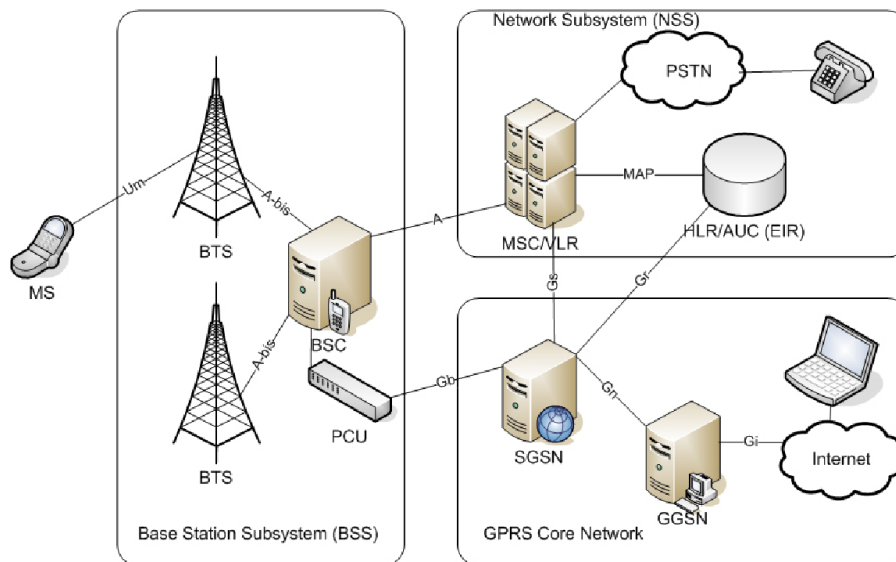 Network Subsystem (NSS)
PSTN
Um
A-bis
BTS
A
MAP
MSC/VLR
HLR/AUC (EIR)
MS
Gs
Gr
A-bis
BSC
Gb
Gn
PCU
BTS
SGSN
Gi
Internet
GGSN
Base Station Subsystem (BSS)
GPRS Core Network